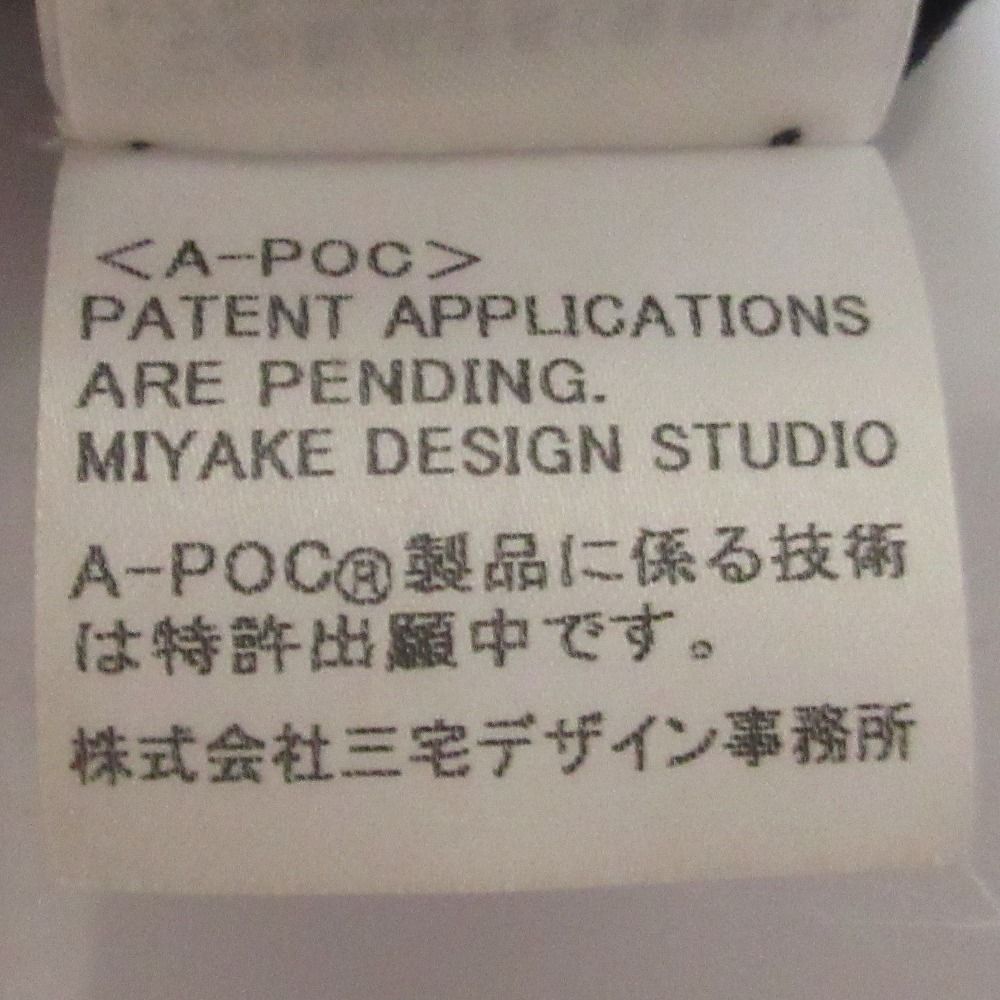 <A-POC>
PATENT APPLICATIONS
ARE PENDING.
MIYAKE DESIGN STUDIO
A-POC®製品に係る技術
は特許出願中です。
株式会社三宅デザイン事務所